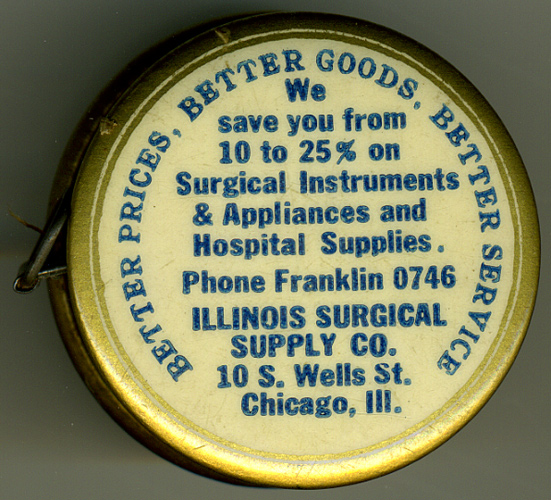 BETTER PRICES, BETTER GOODS, BETTER SERVICE
We
save you from
10 to 25% on
Surgical Instruments
& Appliances and
Hospital Supplies.
Phone Franklin 0746
ILLINOIS SURGICAL
SUPPLY CO.
10 S. Wells St.
Chicago, Ill.